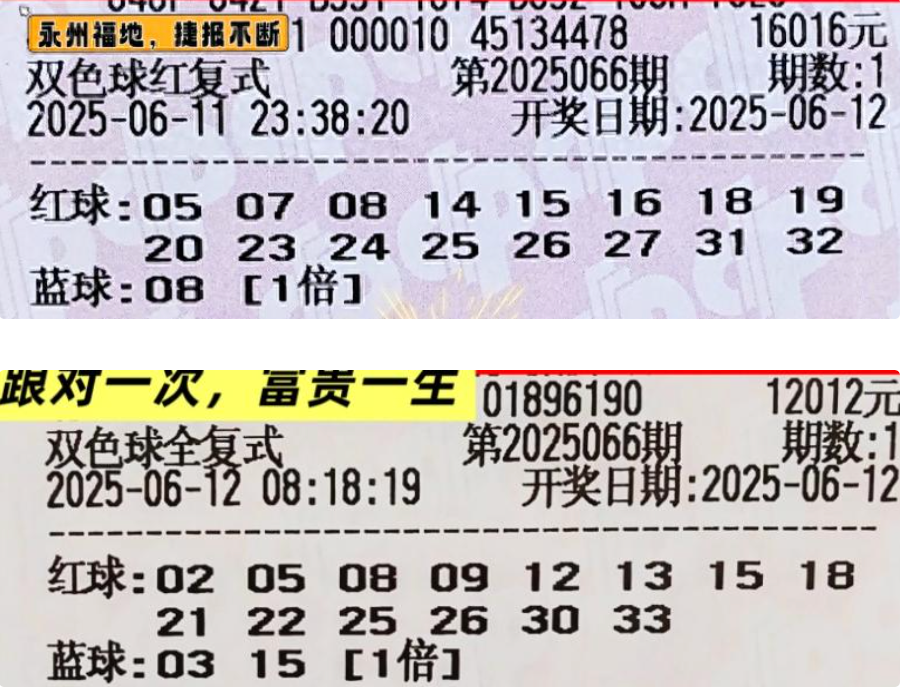 永州福地，捷报不断 1 000010 45134478 16016元
双色球红复式 第2025066期 期数:1
2025-06-11 23:38:20 开奖日期:2025-06-12
红球:05 07 08 14 15 16 18 19
20 23 24 25 26 27 31 32
蓝球:08 [1倍]
跟对一次，富贵一生 01896190 12012元
双色球全复式 第2025066期 期数:1
2025-06-12 08:18:19 开奖日期:2025-06-12
红球:02 05 08 09 12 13 15 18
21 22 25 26 30 33
蓝球:03 15 [1倍]